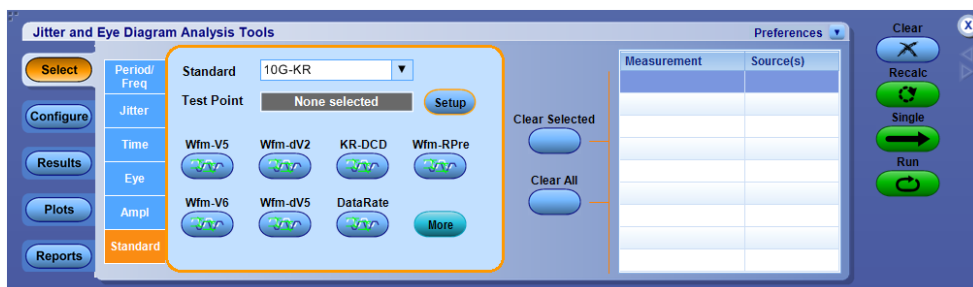 Jitter and Eye Diagram Analysis Tools
Preferences
Clear
X
Select
Configure
Results
Plots
Reports
Period/
Freq
Jitter
Time
Eye
Ampl
Standard
Standard
10G-KR
Test Point
None selected
Setup
Wfm-V5
Wfm-dV2
KR-DCD
Wfm-RPre
Wfm-V6
Wfm-dV5
DataRate
More
Clear Selected
Clear All
Measurement
Source(s)
Recalc
Single
Run